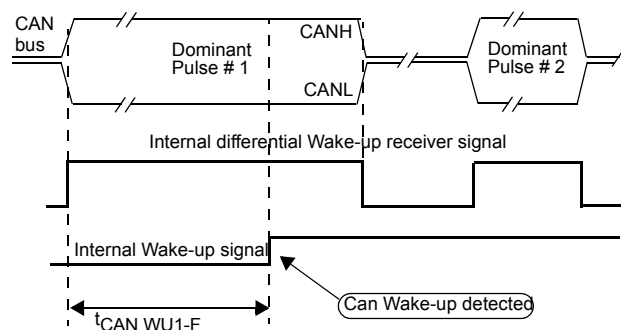 CAN
bus
CANH
Dominant
Pulse # 1
Dominant
Pulse # 2
CANL
Internal differential Wake-up receiver signal
Internal Wake-up signal
Can Wake-up detected
tCAN WU1-F